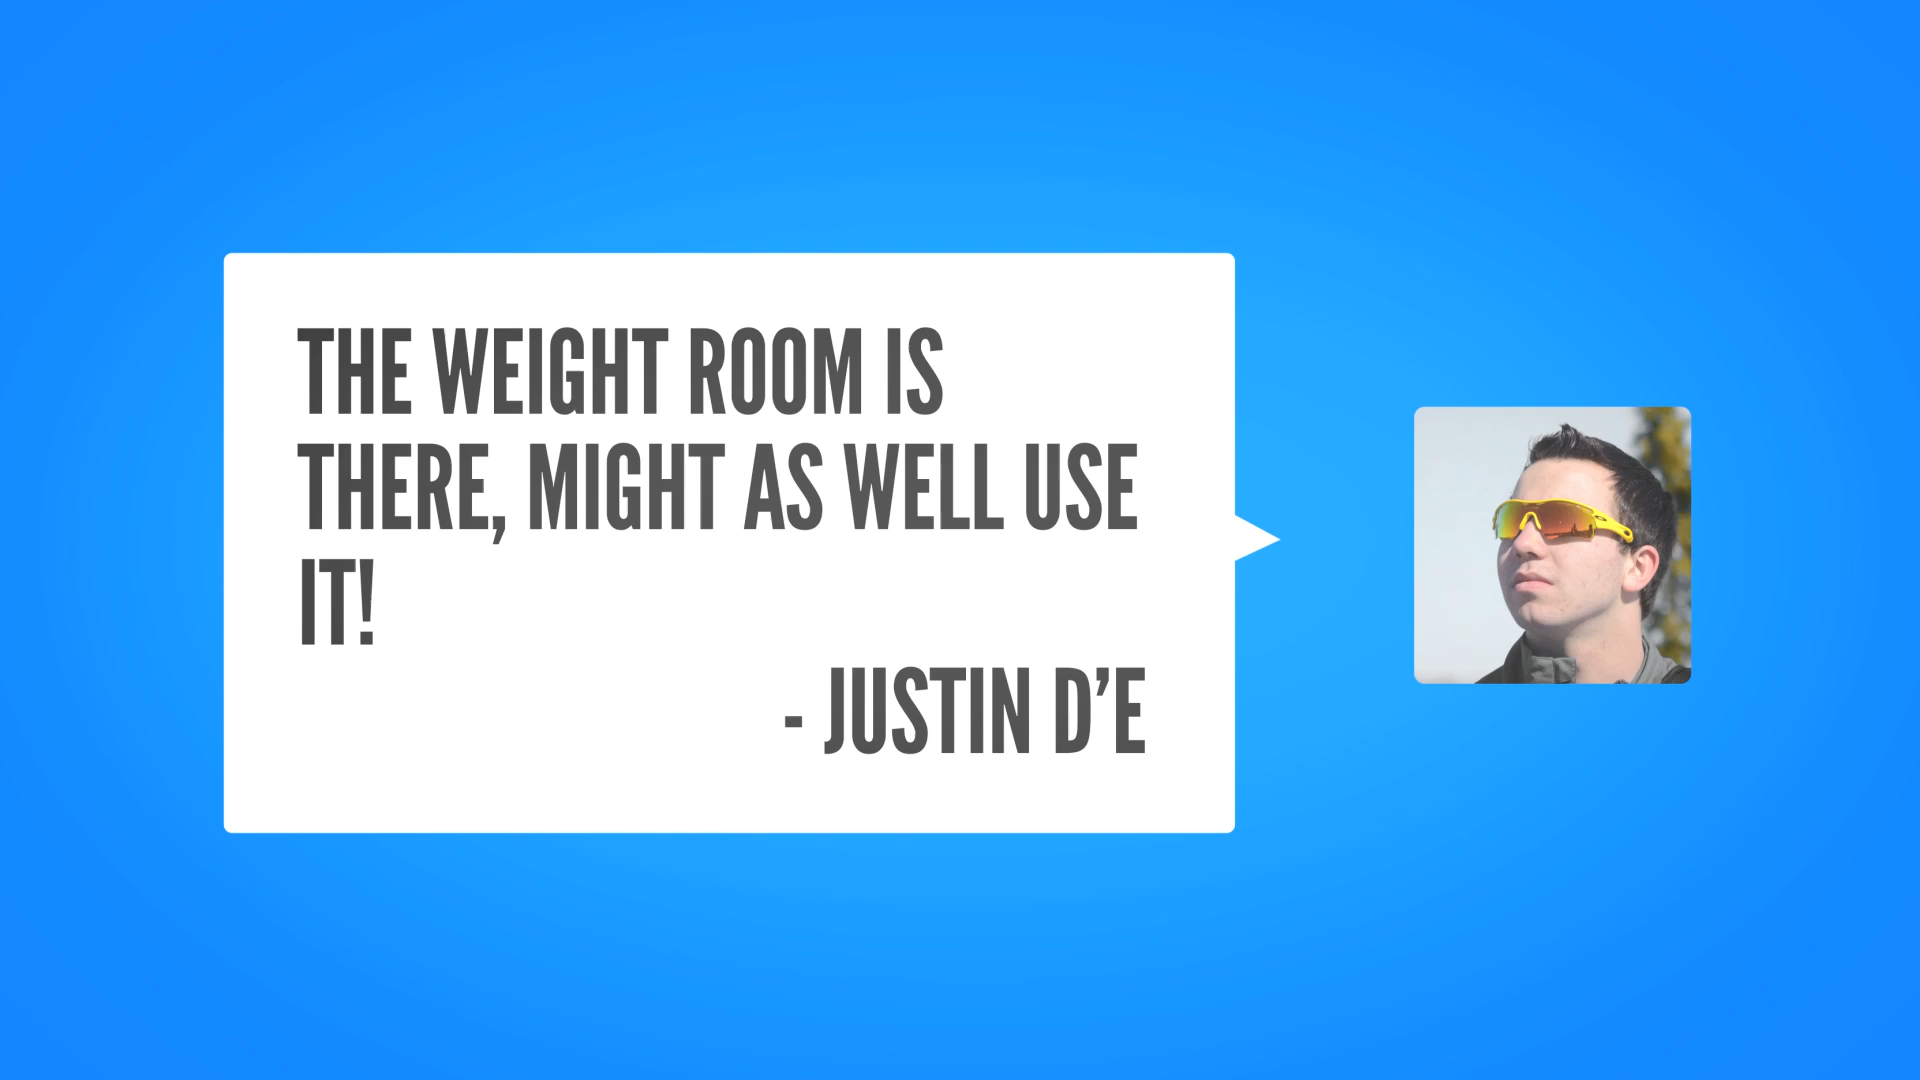 THE WEIGHT ROOM IS
THERE, MIGHT AS WELL USE
IT!
- JUSTIN D’E